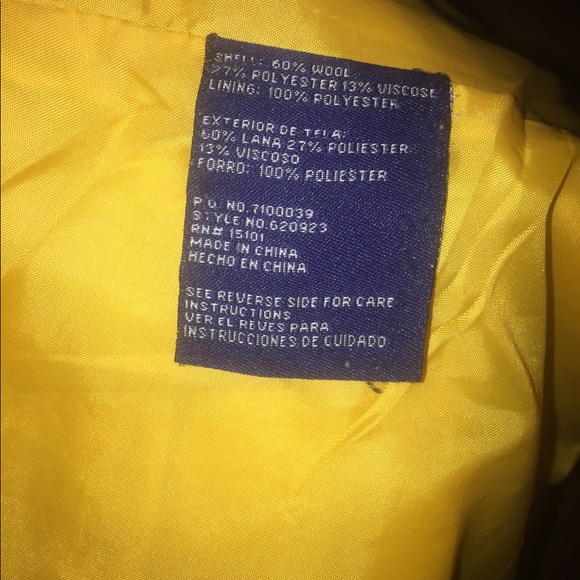 SHELL: 60% WOOL
27% POLYESTER 13% VISCOSE
LINING: 100% POLYESTER
EXTERIOR DE TELA:
60% LANA 27% POLIESTER
13% VISCOSO
FORRO: 100% POLIESTER
P.O. NO.7100039
STYLE NO.620923
RN# 15101
MADE IN CHINA
HECHO EN CHINA
SEE REVERSE SIDE FOR CARE
INSTRUCTIONS
VER EL REVES PARA
INSTRUCCIONES DE CUIDADO